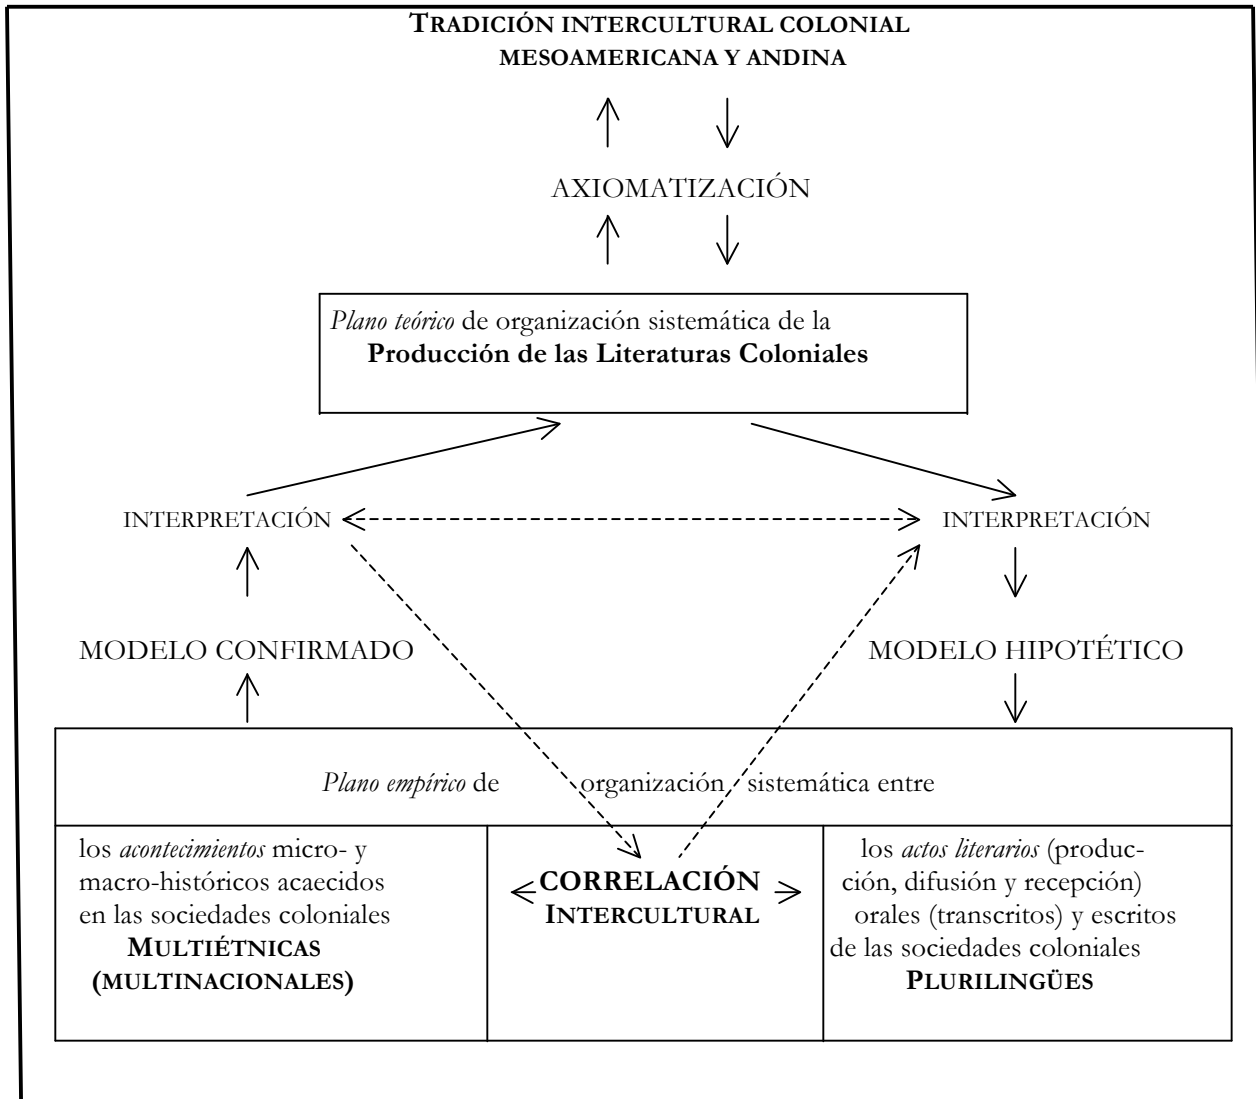 TRADICIÓN INTERCULTURAL COLONIAL
MESOAMERICANA Y ANDINA
AXIOMATIZACIÓN
Plano teórico de organización sistemática de la
Producción de las Literaturas Coloniales
INTERPRETACIÓN
INTERPRETACIÓN
MODELO CONFIRMADO
MODELO HIPOTÉTICO
Plano empírico de organización sistemática entre
los acontecimientos micro- y
macro-históricos acaecidos
en las sociedades coloniales
MULTIÉTNICAS
(MULTINACIONALES)
CORRELACIÓN
INTERCULTURAL
los actos literarios (produc-
ción, difusión y recepción)
orales (transcritos) y escritos
de las sociedades coloniales
PLURILINGÜES